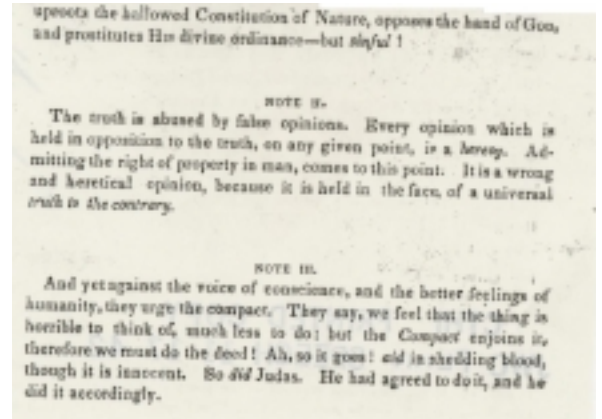 uproots the hallowed Constitution of Nature, opposes the hand of GOD,
and prostitutes HIS divine ordinance—but sinful !
NOTE II.
The truth is abused by false opinions. Every opinion which is
held in opposition to the truth, on any given point, is a heresy. Ad-
mitting the right of property in man, comes to this point. It is a wrong
and heretical opinion, because it is held in the face, of a universal
truth to the contrary.
NOTE III.
And yet against the voice of conscience, and the better feelings of
humanity, they urge the compact. They say, we feel that the thing is
horrible to think of, much less to do; but the Compact enjoins it,
therefore we must do the deed! Ah, so it goes! aid in shedding blood,
though it is innocent. So did Judas. He had agreed to do it, and he
did it accordingly.